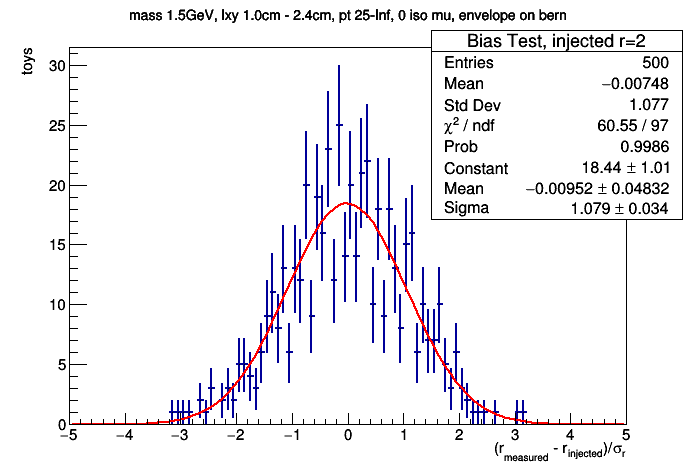 mass 1.5GeV, lxy 1.0cm - 2.4cm, pt 25-Inf, 0 iso mu, envelope on bern
toys
Bias Test, injected r=2
Entries 500
Mean −0.00748
Std Dev 1.077
χ² / ndf 60.55 / 97
Prob 0.9986
Constant 18.44 ± 1.01
Mean −0.00952 ± 0.04832
Sigma 1.079 ± 0.034
30
25
20
15
10
5
0
−5 −4 −3 −2 −1 0 1 2 3 4 5
(r_measured - r_injected)/σ_r